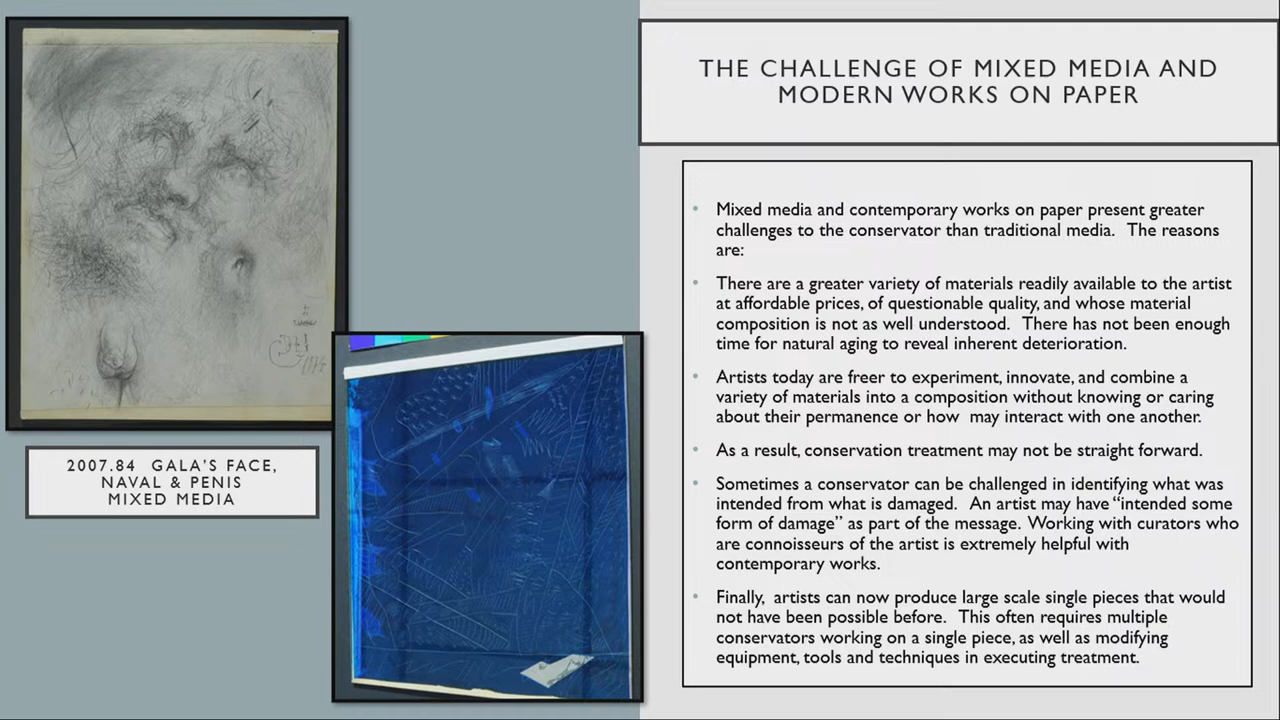 THE CHALLENGE OF MIXED MEDIA AND
MODERN WORKS ON PAPER
• Mixed media and contemporary works on paper present greater
challenges to the conservator than traditional media.  The reasons
are:
• There are a greater variety of materials readily available to the artist
at affordable prices, of questionable quality, and whose material
composition is not as well understood.  There has not been enough
time for natural aging to reveal inherent deterioration.
• Artists today are freer to experiment, innovate, and combine a
variety of materials into a composition without knowing or caring
about their permanence or how  may interact with one another.
• As a result, conservation treatment may not be straight forward.
• Sometimes a conservator can be challenged in identifying what was
intended from what is damaged.  An artist may have “intended some
form of damage” as part of the message. Working with curators who
are connoisseurs of the artist is extremely helpful with
contemporary works.
• Finally,  artists can now produce large scale single pieces that would
not have been possible before.  This often requires multiple
conservators working on a single piece, as well as modifying
equipment, tools and techniques in executing treatment.
2007.84  GALA'S FACE,
NAVAL & PENIS
MIXED MEDIA